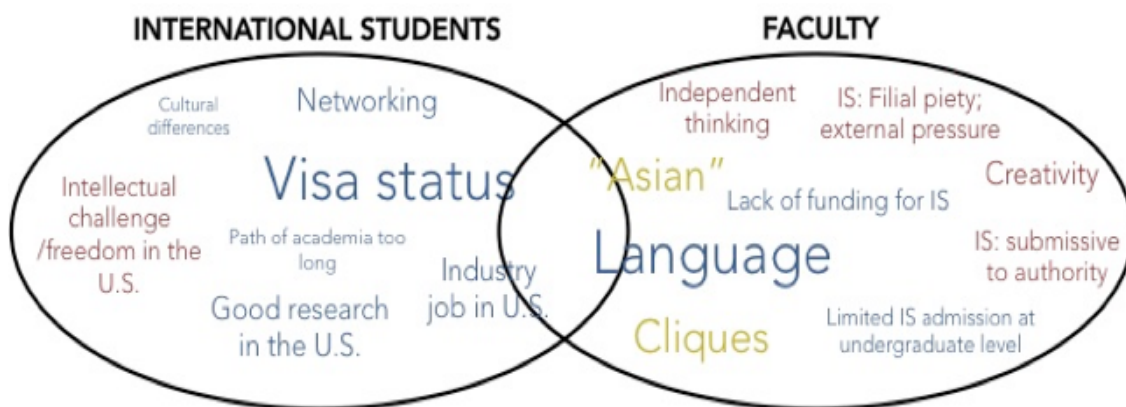 INTERNATIONAL STUDENTS
FACULTY
Cultural
differences
Networking
Visa status
Intellectual
challenge
/freedom in the
U.S.
Path of academia too
long
Industry
job in U.S.
Good research
in the U.S.
Independent
thinking
IS: Filial piety;
external pressure
"Asian"
Creativity
Lack of funding for IS
Language
IS: submissive
to authority
Cliques
Limited IS admission at
undergraduate level